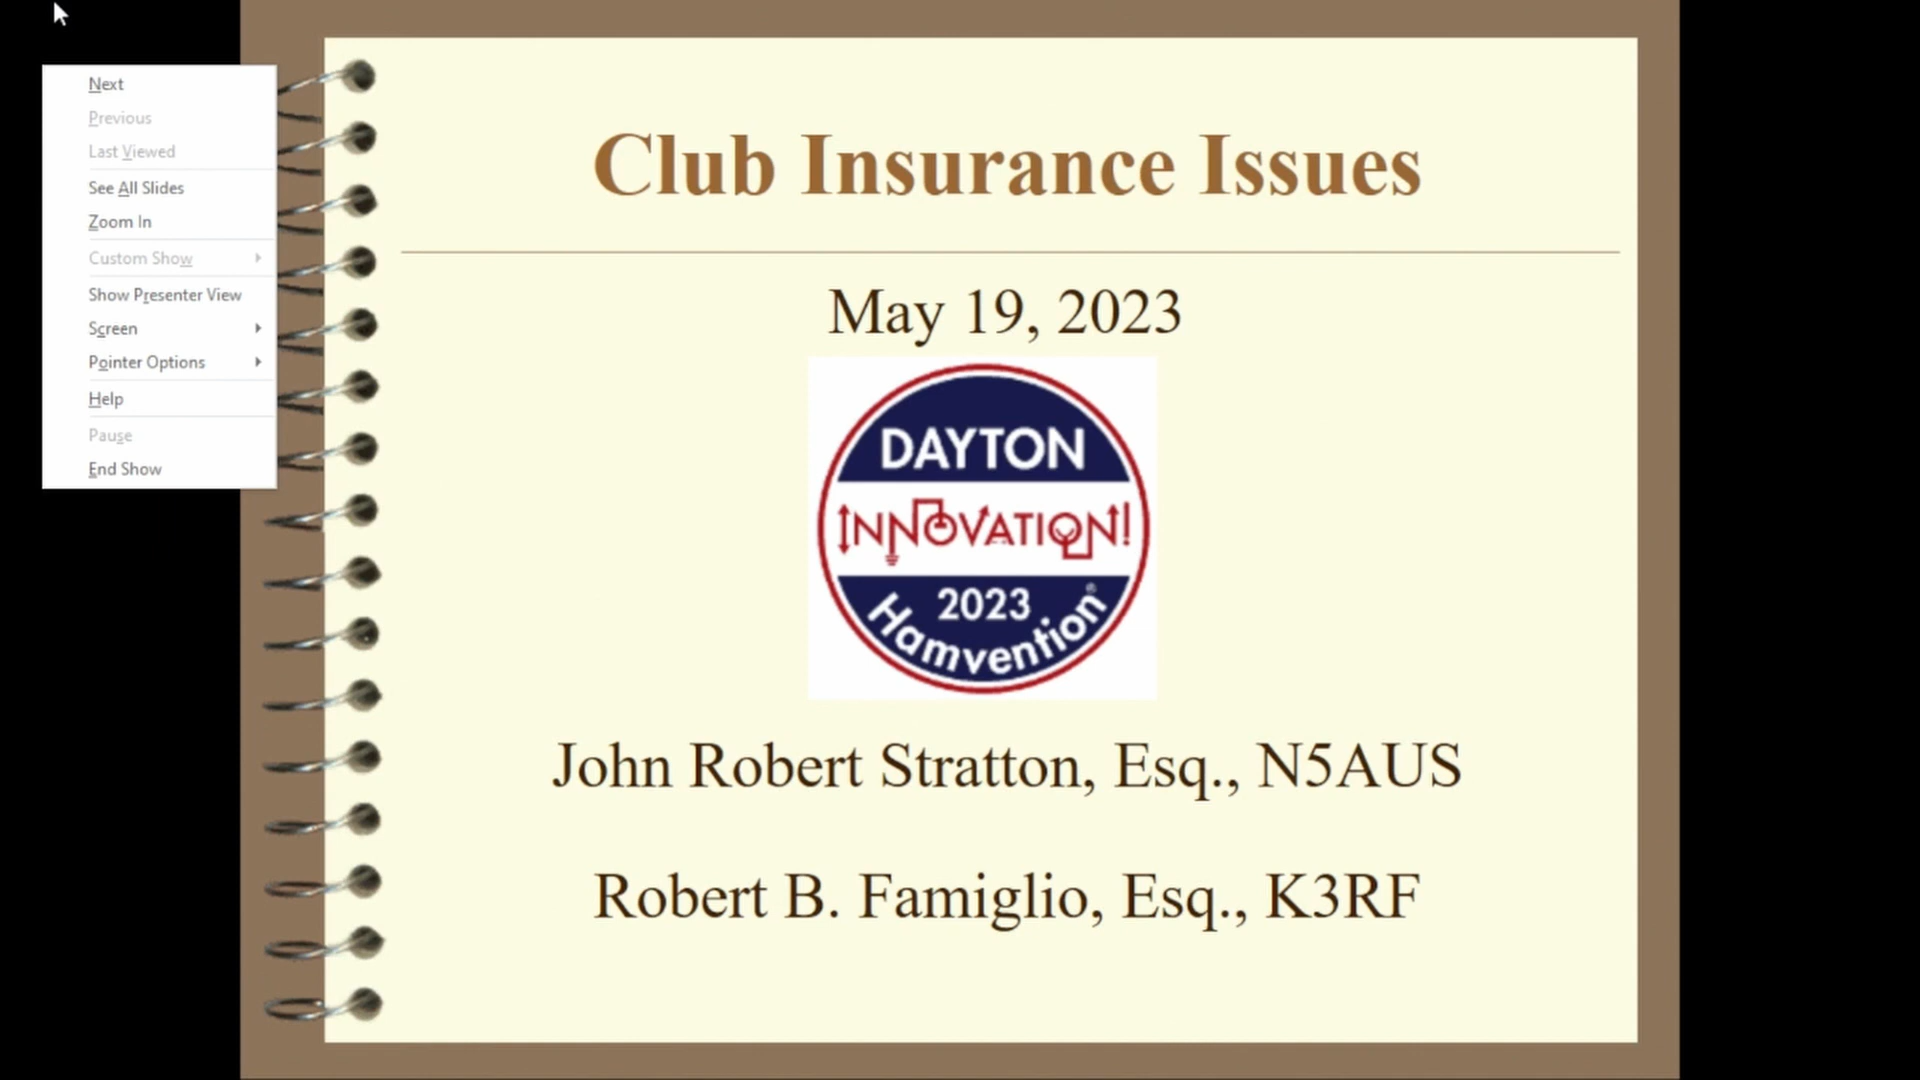 Next
Previous
Last Viewed
See All Slides
Zoom In
Custom Show
Show Presenter View
Screen
Pointer Options
Help
Pause
End Show
Club Insurance Issues
May 19, 2023
DAYTON
INNOVATION!
2023
Hamvention®
John Robert Stratton, Esq., N5AUS
Robert B. Famiglio, Esq., K3RF